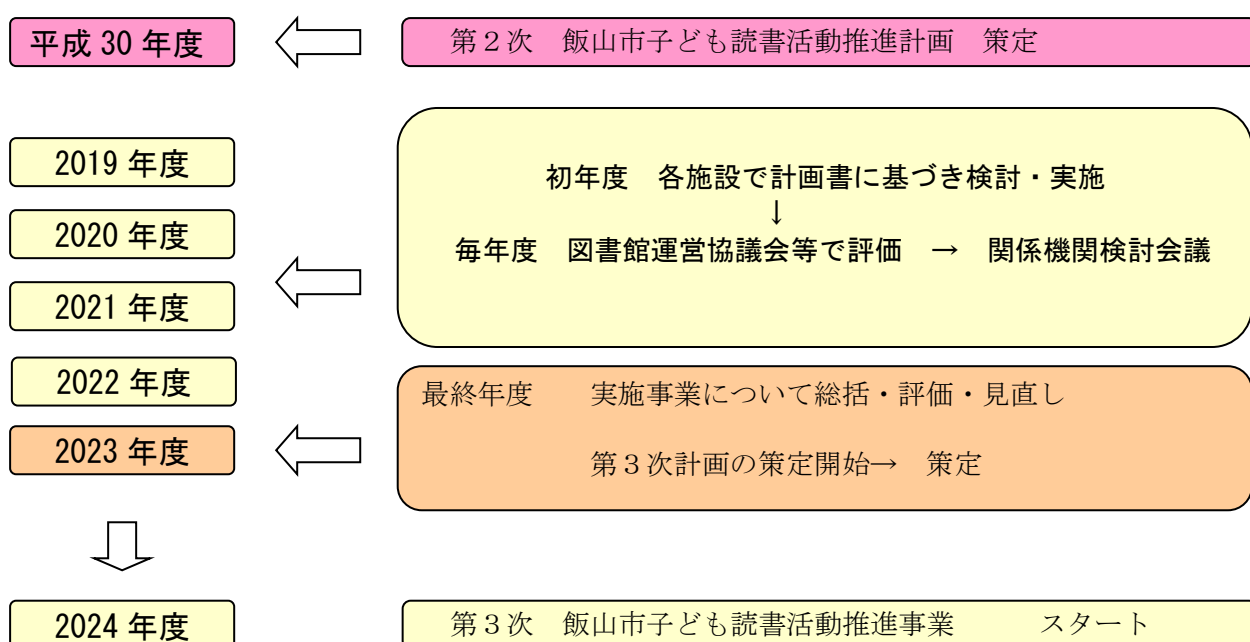 平成 30 年度
第２次　飯山市子ども読書活動推進計画　策定
2019 年度
2020 年度
2021 年度
2022 年度
初年度　各施設で計画書に基づき検討・実施
↓
毎年度　図書館運営協議会等で評価　→　関係機関検討会議
2023 年度
最終年度　　実施事業について総括・評価・見直し
第３次計画の策定開始→　策定
2024 年度
第３次　飯山市子ども読書活動推進事業　　　スタート